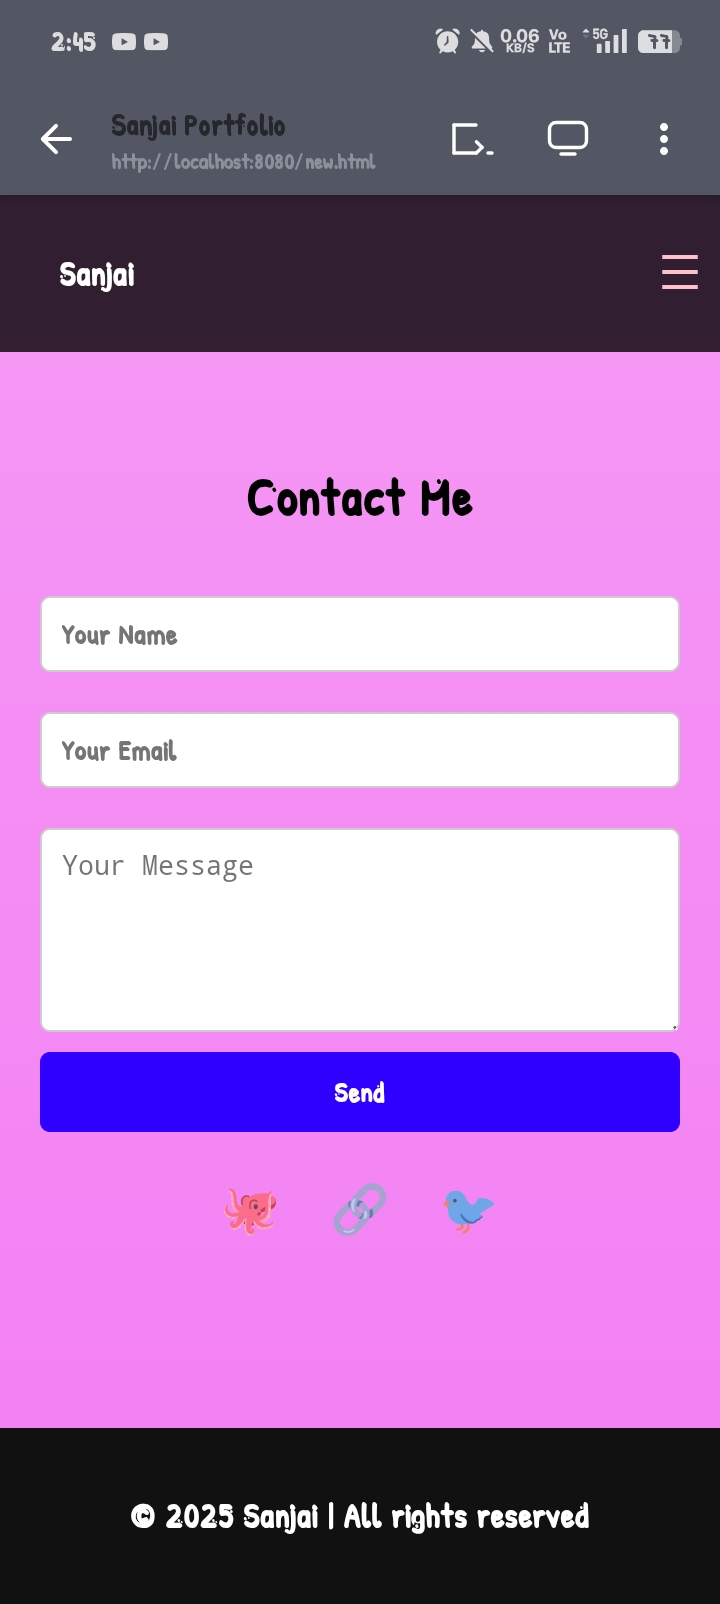 2:45 0.06 KB/S Vo LTE 5G 77
Sanjai Portfolio
http://localhost:8080/new.html
Sanjai
Contact Me
Your Name
Your Email
Your Message
Send
© 2025 Sanjai | All rights reserved